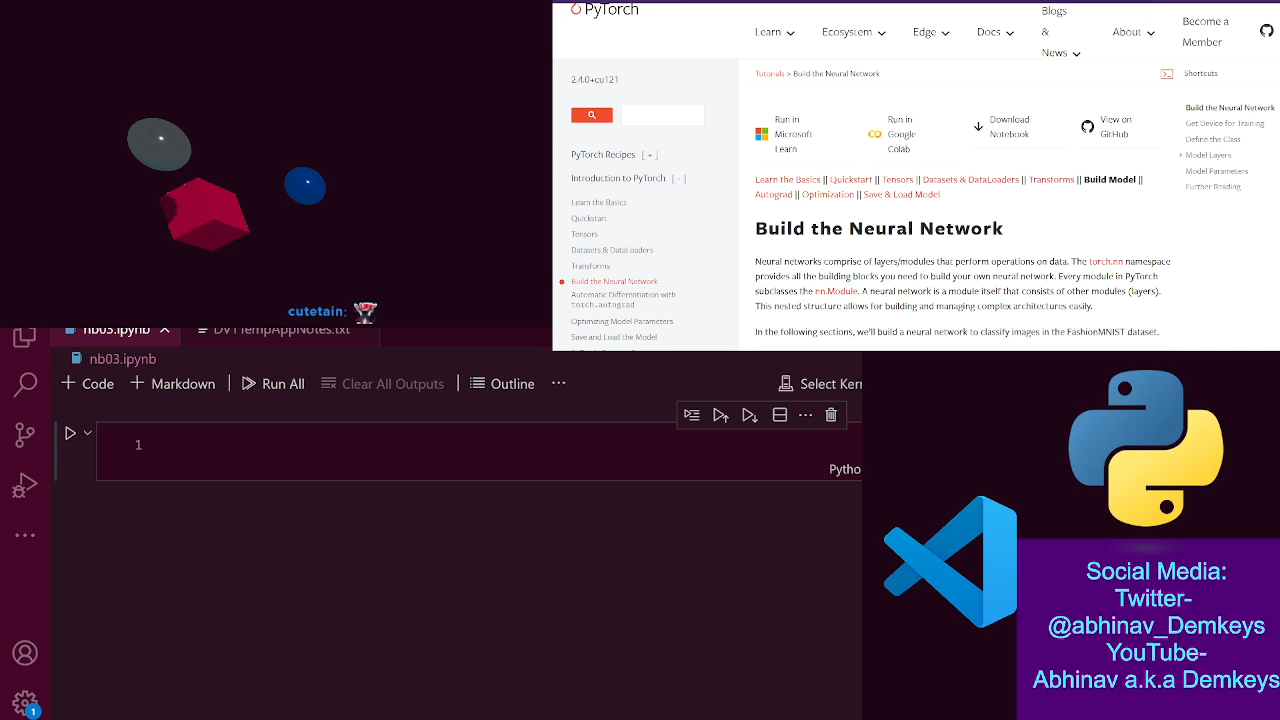 cutetain:
PyTorch
Learn
Ecosystem
Edge
Docs
Blogs
&
News
About
Become a
Member
2.4.0+cu121
PyTorch Recipes [ + ]
Introduction to PyTorch [ - ]
Learn the Basics
Quickstart
Tensors
Datasets & DataLoaders
Transforms
Build the Neural Network
Automatic Differentiation with
torch.autograd
Optimizing Model Parameters
Save and Load the Model
Tutorials > Build the Neural Network
Run in
Microsoft
Learn
Run in
Google
Colab
Download
Notebook
View on
GitHub
Learn the Basics || Quickstart || Tensors || Datasets & DataLoaders || Transforms || Build Model ||
Autograd || Optimization || Save & Load Model
Build the Neural Network
Neural networks comprise of layers/modules that perform operations on data. The torch.nn namespace
provides all the building blocks you need to build your own neural network. Every module in PyTorch
subclasses the nn.Module. A neural network is a module itself that consists of other modules (layers).
This nested structure allows for building and managing complex architectures easily.
In the following sections, we'll build a neural network to classify images in the FashionMNIST dataset.
Shortcuts
Build the Neural Network
Get Device for Training
Define the Class
Model Layers
Model Parameters
Further Reading
nb03.ipynb
DVTTempAppNotes.txt
nb03.ipynb
Code
Markdown
Run All
Clear All Outputs
Outline
Select Ker
1
Pytho
1
Social Media:
Twitter-
@abhinav_Demkeys
YouTube-
Abhinav a.k.a Demkeys